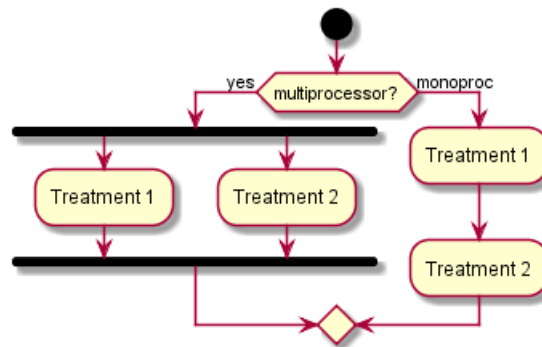 yes
multiprocessor?
monoproc
Treatment 1
Treatment 2
Treatment 1
Treatment 2